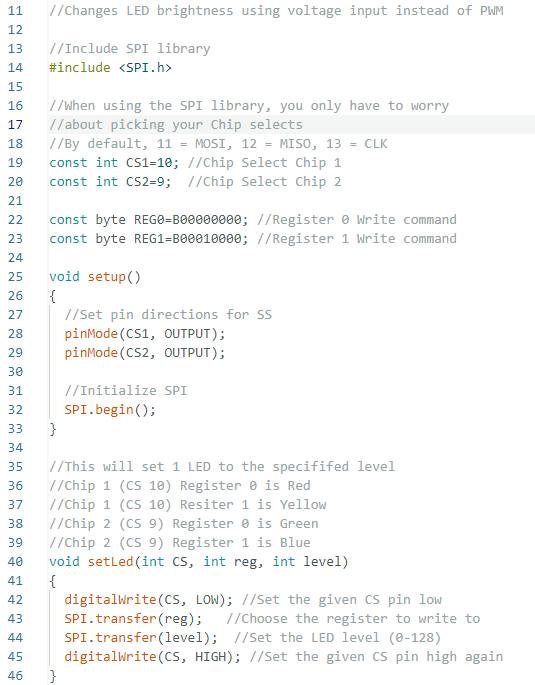 11 //Changes LED brightness using voltage input instead of PWM
12
13 //Include SPI library
14 #include <SPI.h>
15
16 //When using the SPI library, you only have to worry
17 //about picking your Chip selects
18 //By default, 11 = MOSI, 12 = MISO, 13 = CLK
19 const int CS1=10; //Chip Select Chip 1
20 const int CS2=9;  //Chip Select Chip 2
21
22 const byte REG0=B00000000; //Register 0 Write command
23 const byte REG1=B00010000; //Register 1 Write command
24
25 void setup()
26 {
27   //Set pin directions for SS
28   pinMode(CS1, OUTPUT);
29   pinMode(CS2, OUTPUT);
30
31   //Initialize SPI
32   SPI.begin();
33 }
34
35 //This will set 1 LED to the specififed level
36 //Chip 1 (CS 10) Register 0 is Red
37 //Chip 1 (CS 10) Resiter 1 is Yellow
38 //Chip 2 (CS 9) Register 0 is Green
39 //Chip 2 (CS 9) Register 1 is Blue
40 void setLed(int CS, int reg, int level)
41 {
42   digitalWrite(CS, LOW); //Set the given CS pin low
43   SPI.transfer(reg);   //Choose the register to write to
44   SPI.transfer(level);  //Set the LED level (0-128)
45   digitalWrite(CS, HIGH); //Set the given CS pin high again
46 }